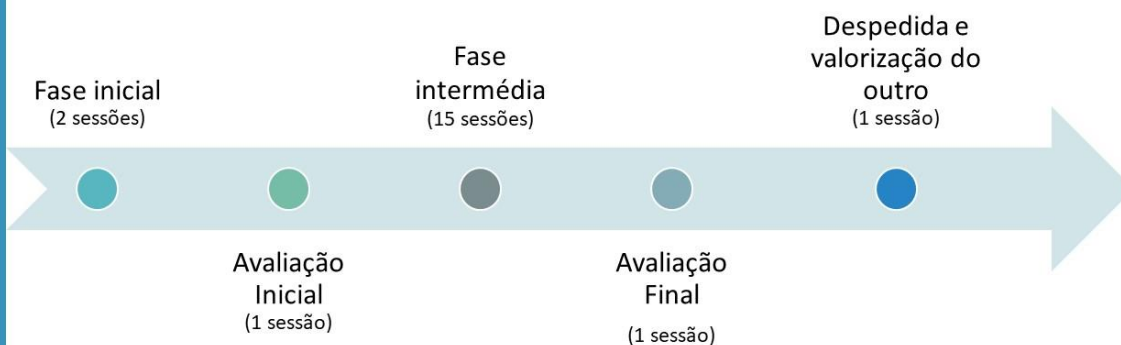 Fase inicial
(2 sessões)
Avaliação
Inicial
(1 sessão)
Fase
intermédia
(15 sessões)
Avaliação
Final
(1 sessão)
Despedida e
valorização do
outro
(1 sessão)